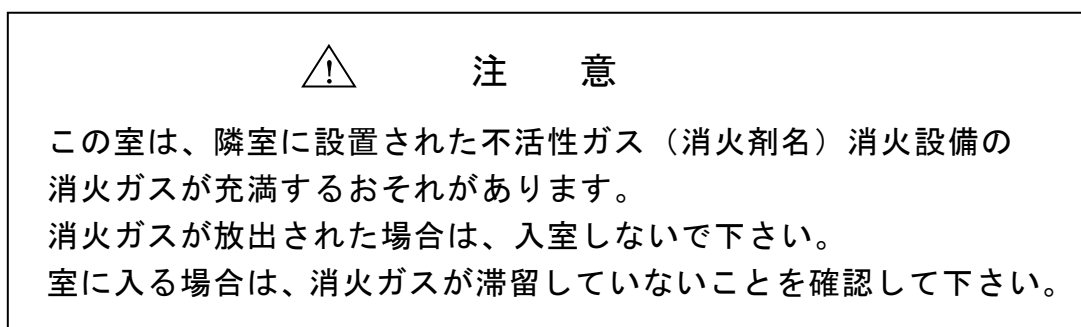 ⚠ 注 意
この室は、隣室に設置された不活性ガス（消火剤名）消火設備の
消火ガスが充満するおそれがあります。
消火ガスが放出された場合は、入室しないで下さい。
室に入る場合は、消火ガスが滞留していないことを確認して下さい。